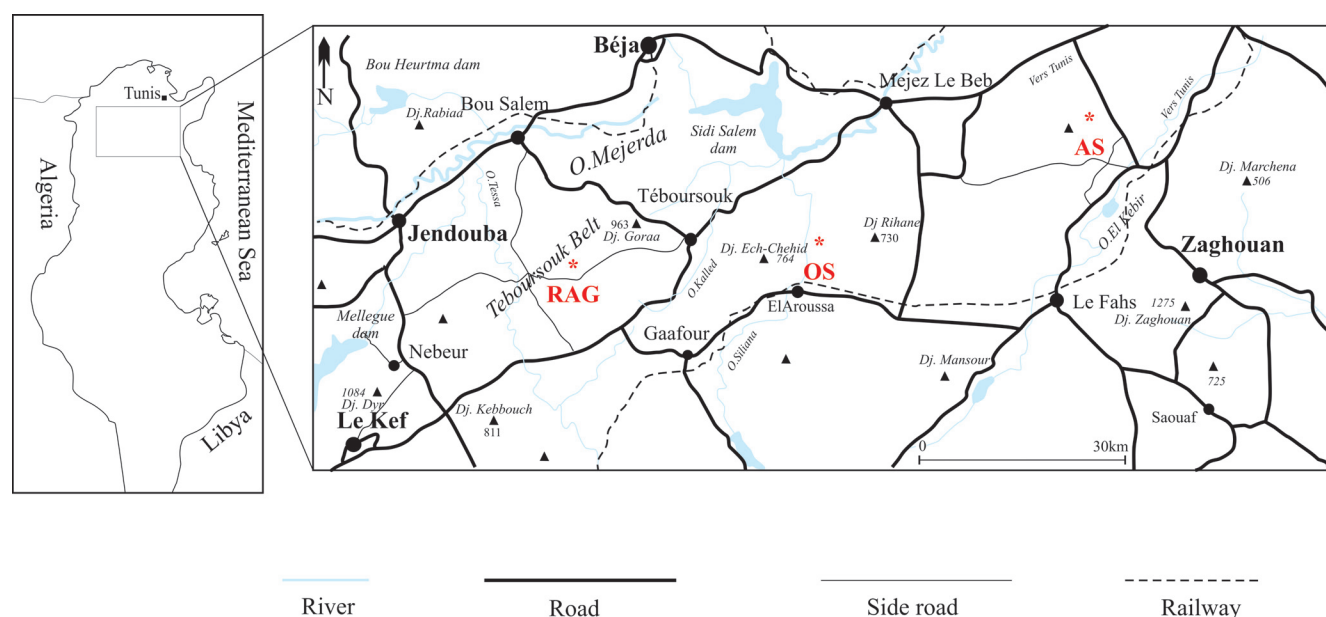 Tunis
Algeria
Mediterranean Sea
Libya
N
Béja
Bou Heurtma dam
Vers Tunis
Vers Tunis
Mejez Le Beb
Bou Salem
Dj.Rabiad
*
AS
O.Mejerda
Sidi Salem
dam
Dj. Marchena
506
O.Tessa
Téboursouk
963
Dj. Goraa
Jendouba
Dj Rihane
730
O.El Kebir
Teboursouk Belt
*
RAG
Dj. Ech-Chehid
764
*
OS
Zaghouan
O.Kalled
ElAroussa
Le Fahs
1275
Dj. Zaghouan
Mellegue
dam
Gaafour
O.Siliana
Nebeur
Dj. Mansour
725
1084
Dj. Dyr
Dj. Kebbouch
811
Le Kef
Saouaf
0
30km
River
Road
Side road
Railway